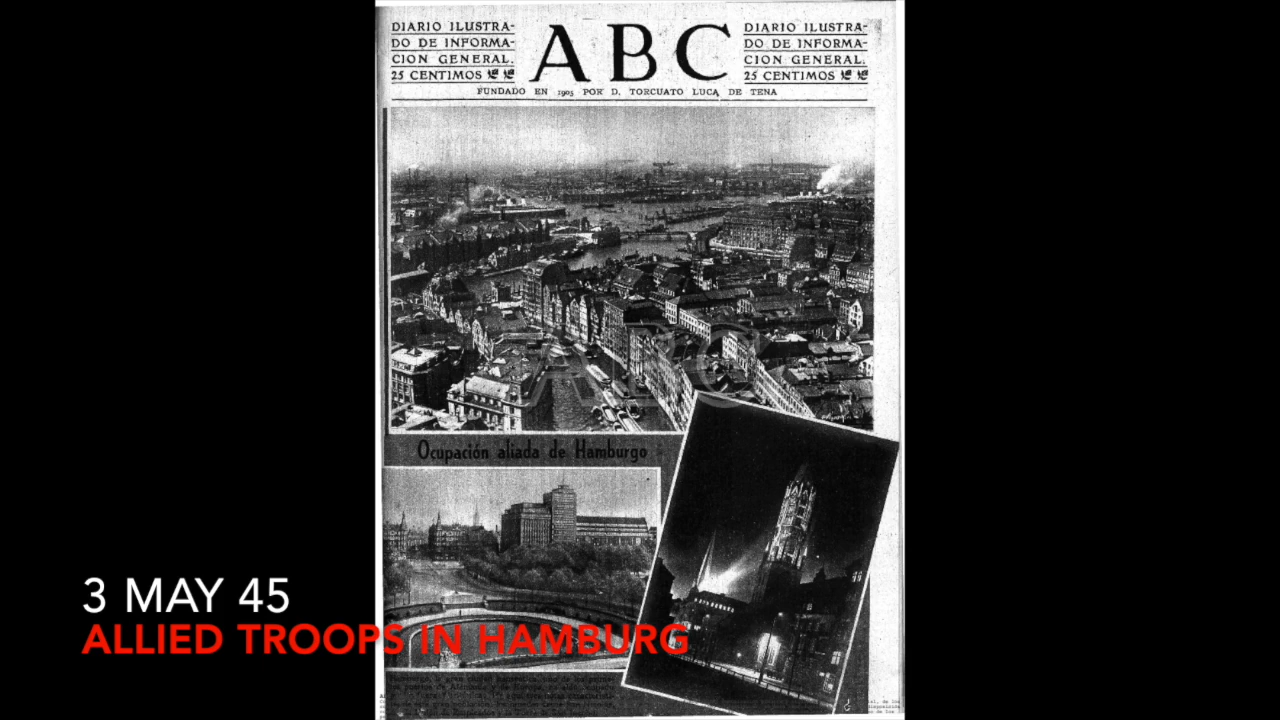 DIARIO ILUSTRA-
DO DE INFORMA-
CION GENERAL.
25 CENTIMOS
ABC
DIARIO ILUSTRA-
DO DE INFORMA-
CION GENERAL.
25 CENTIMOS
FUNDADO EN 1905 POR D. TORCUATO LUCA DE TENA
ABC
Ocupación aliada de Hamburgo
3 MAY 45
ALLIED TROOPS IN HAMBURG